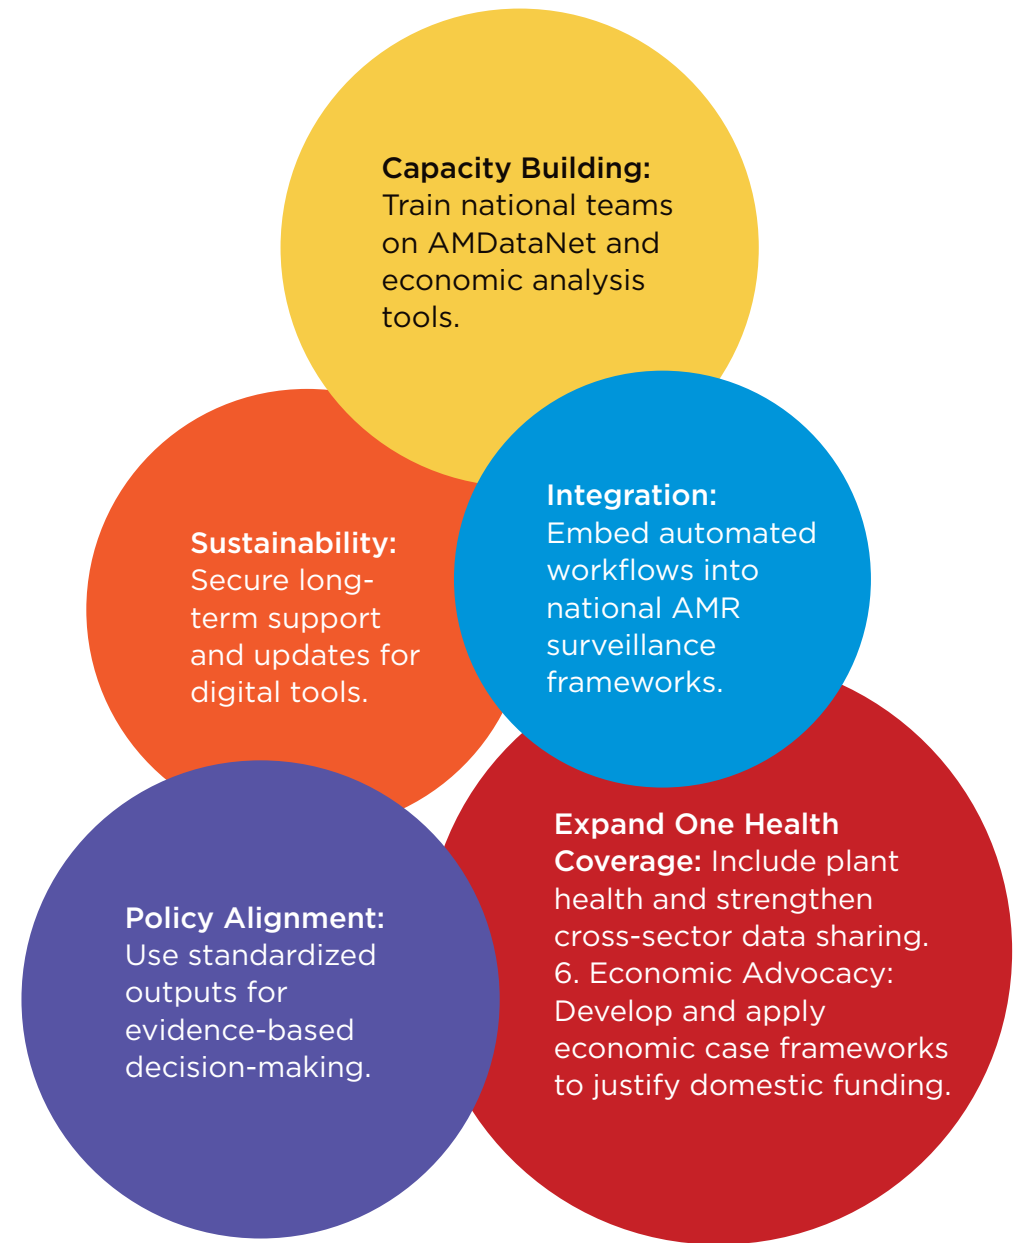 Capacity Building:
Train national teams
on AMDataNet and
economic analysis
tools.
Integration:
Embed automated
workflows into
national AMR
surveillance
frameworks.
Sustainability:
Secure long-
term support
and updates for
digital tools.
Expand One Health
Coverage: Include plant
health and strengthen
cross-sector data sharing.
6. Economic Advocacy:
Develop and apply
economic case frameworks
to justify domestic funding.
Policy Alignment:
Use standardized
outputs for
evidence-based
decision-making.